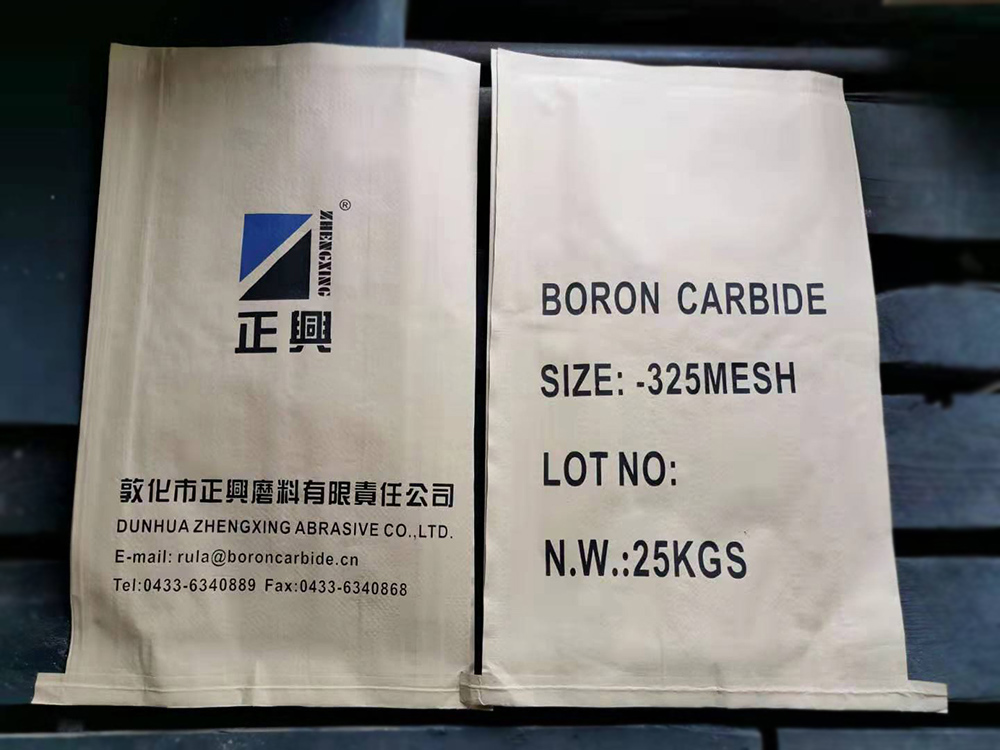 ®
ZHENGXING
正興
敦化市正興磨料有限責任公司
DUNHUA ZHENGXING ABRASIVE CO.,LTD.
E-mail: rula@boroncarbide.cn
Tel:0433-6340889 Fax:0433-6340868
BORON CARBIDE
SIZE: -325MESH
LOT NO:
N.W.:25KGS